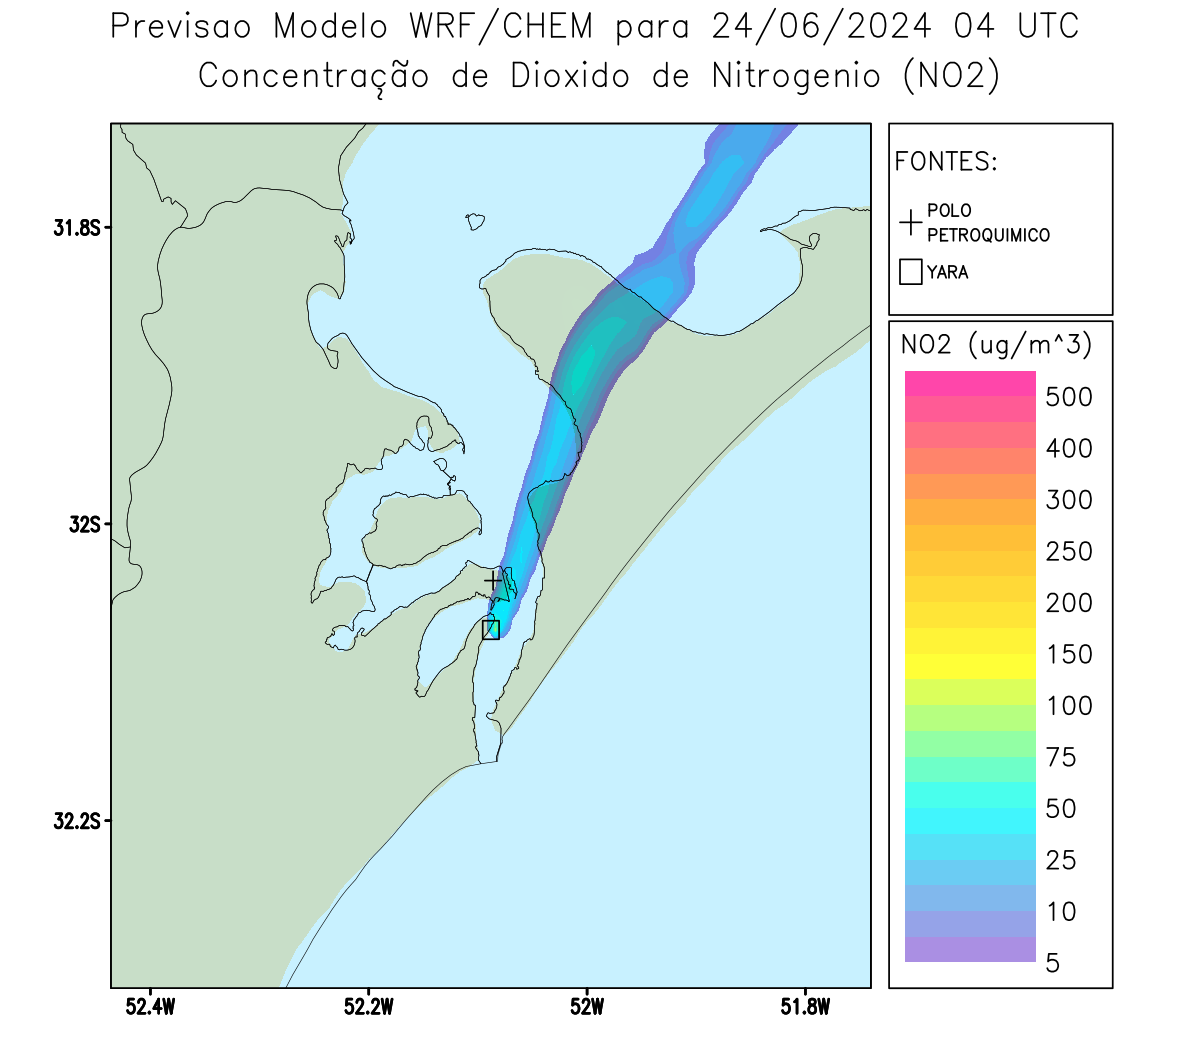 Previsao Modelo WRF/CHEM para 24/06/2024 04 UTC
Concentração de Dioxido de Nitrogenio (NO2)
FONTES:
POLO
PETROQUIMICO
YARA
31.8S
32S
32.2S
52.4W
52.2W
52W
51.8W
NO2 (ug/m^3)
500
400
300
250
200
150
100
75
50
25
10
5